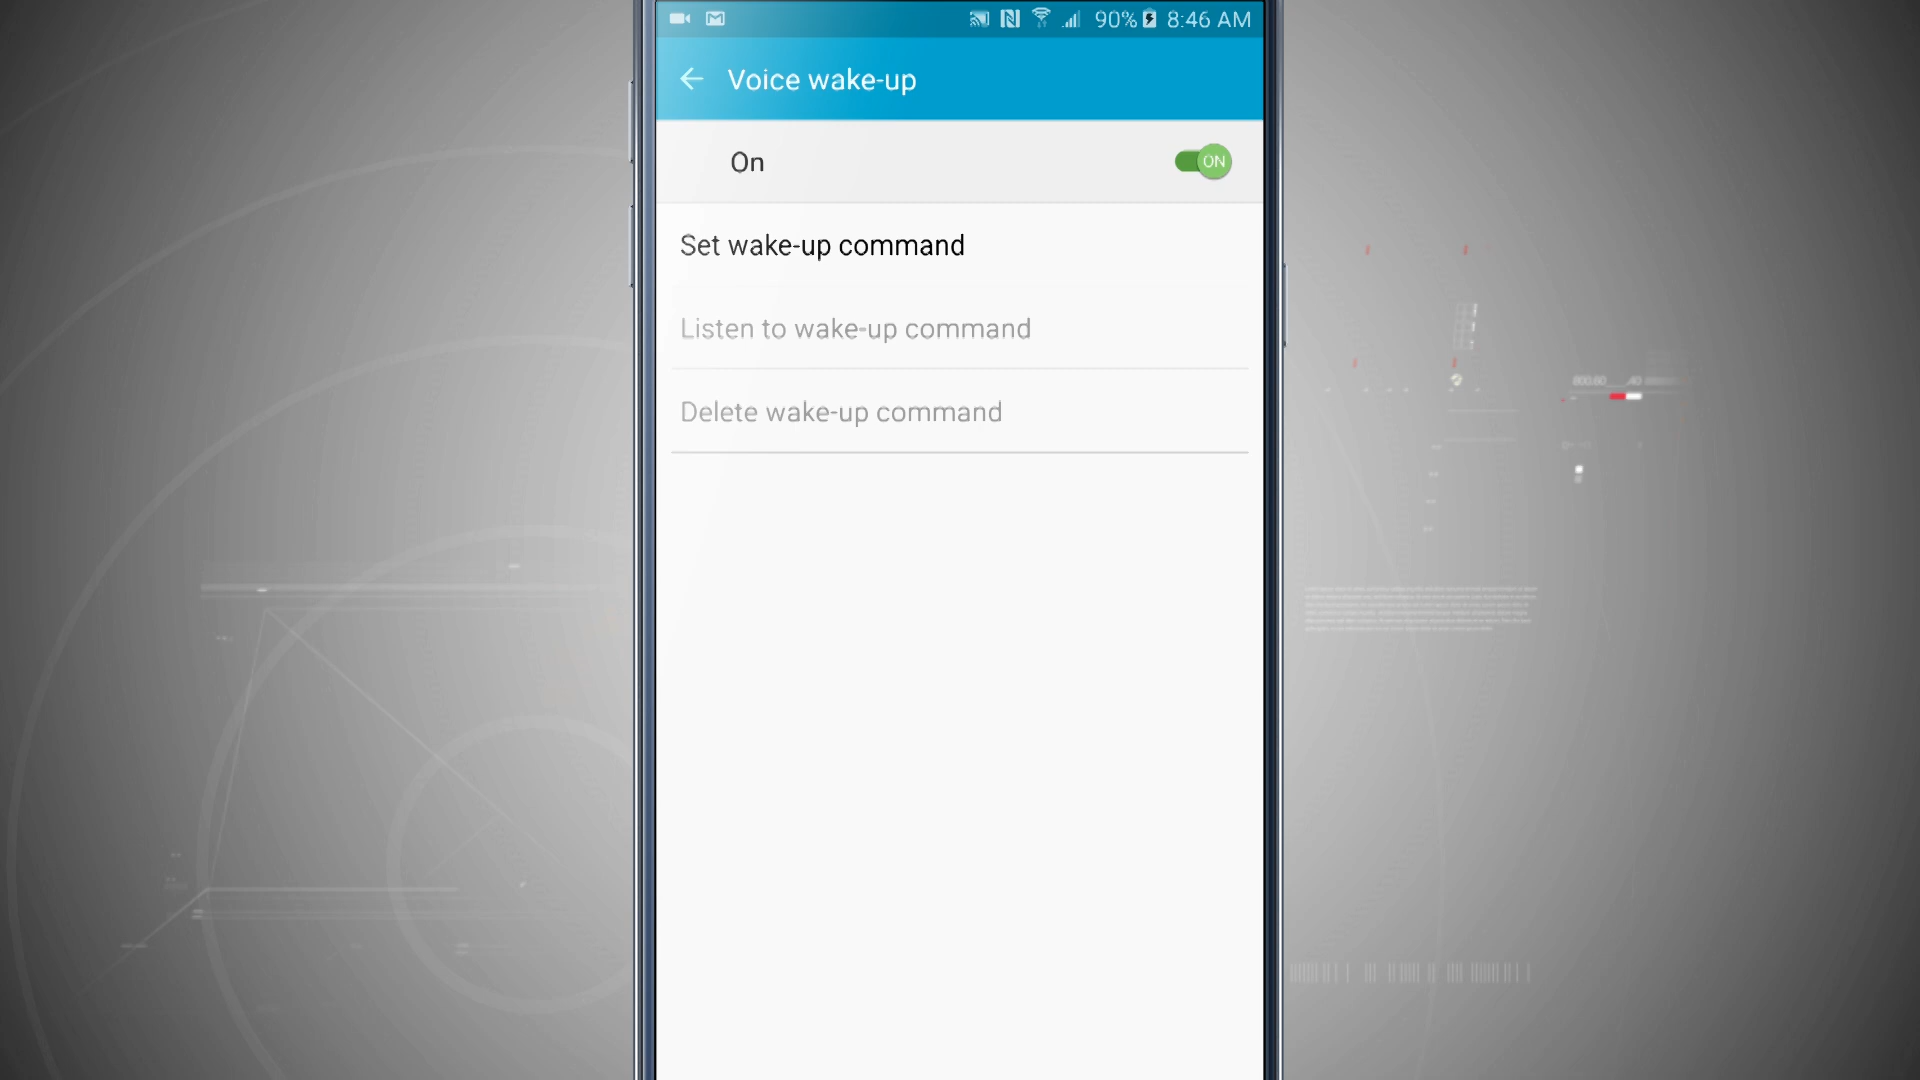 90% 8:46 AM
Voice wake-up
On ON
Set wake-up command
Listen to wake-up command
Delete wake-up command